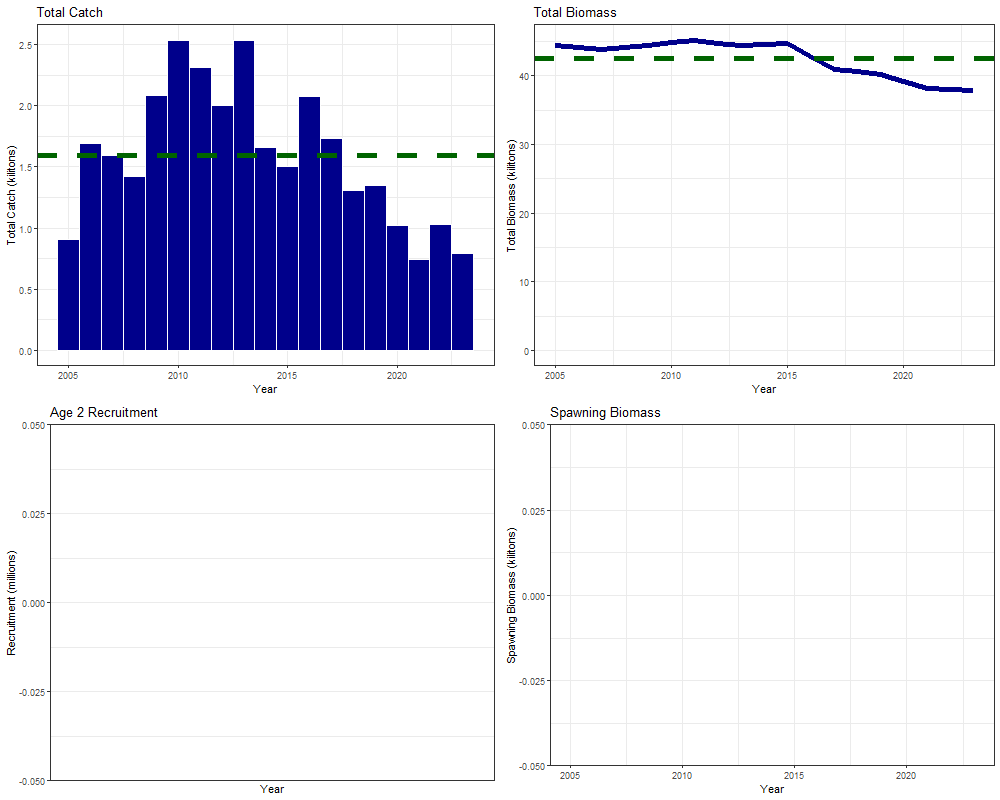 Total Catch
Total Catch (kilitons)
2.5
2.0
1.5
1.0
0.5
0.0
2005
2010
2015
2020
Year
Total Biomass
Total Biomass (kilitons)
40
30
20
10
0
2005
2010
2015
2020
Year
Age 2 Recruitment
Recruitment (millions)
0.050
0.025
0.000
-0.025
-0.050
Year
Spawning Biomass
Spawning Biomass (kilitons)
0.050
0.025
0.000
-0.025
-0.050
2005
2010
2015
2020
Year